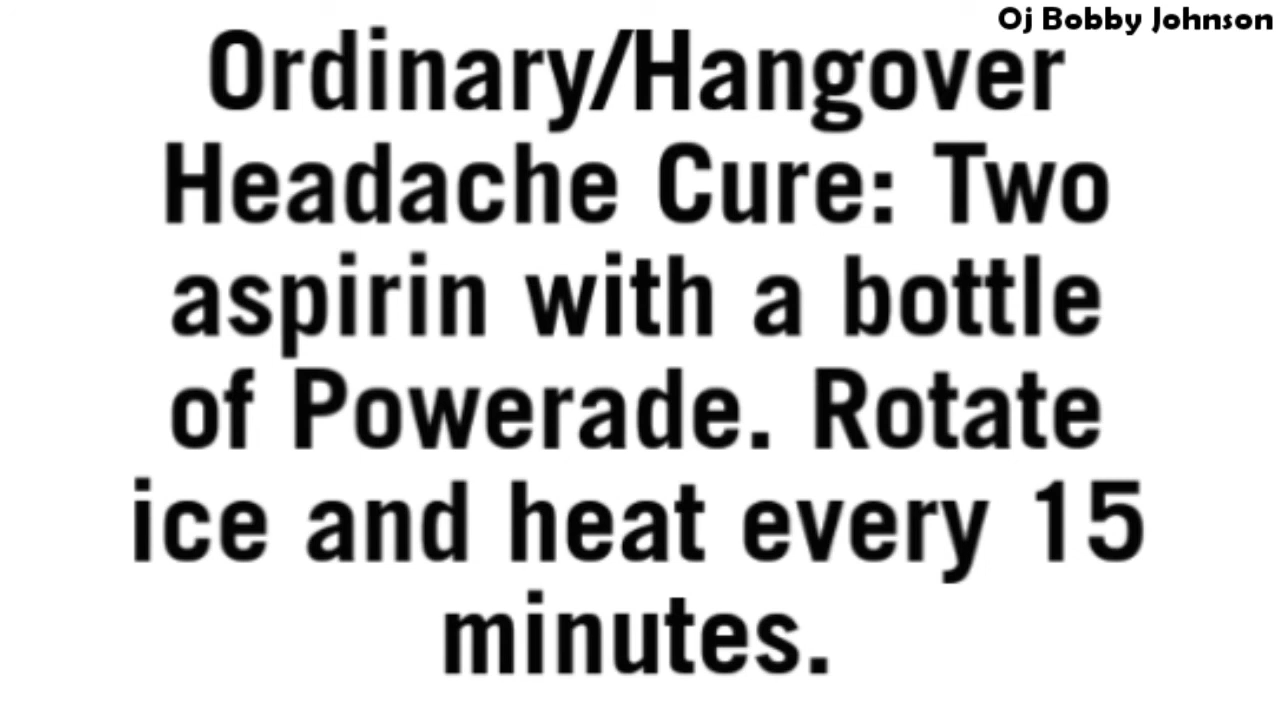 Oj Bobby Johnson
Ordinary/Hangover
Headache Cure: Two
aspirin with a bottle
of Powerade. Rotate
ice and heat every 15
minutes.